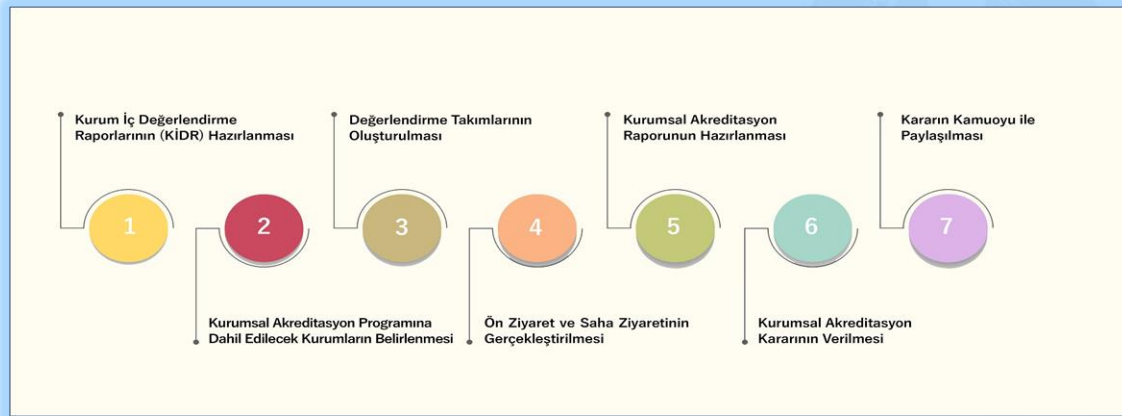 Kurum İç Değerlendirme
Raporlarının (KİDR) Hazırlanması
Değerlendirme Takımlarının
Oluşturulması
Kurumsal Akreditasyon
Raporunun Hazırlanması
Kararın Kamuoyu ile
Paylaşılması
1
2
3
4
5
6
7
Kurumsal Akreditasyon Programına
Dahil Edilecek Kurumların Belirlenmesi
Ön Ziyaret ve Saha Ziyaretinin
Gerçekleştirilmesi
Kurumsal Akreditasyon
Kararının Verilmesi